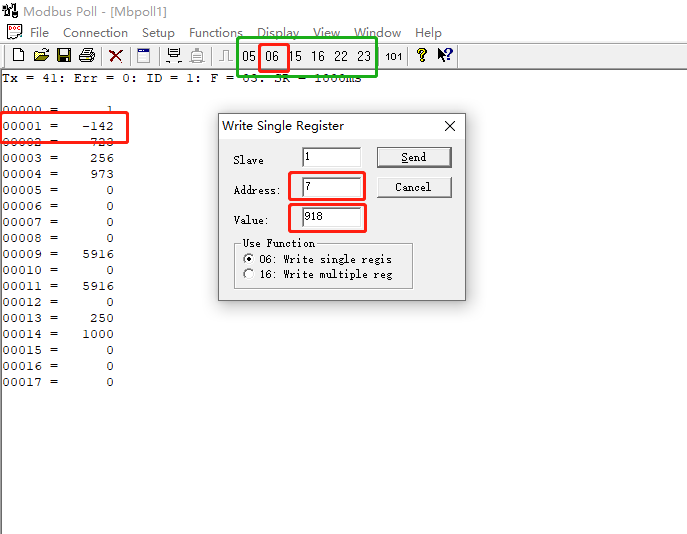 Modbus Poll - [Mbpoll1]
File Connection Setup Functions Display View Window Help
05 06 15 16 22 23 101
Tx = 41: Err = 0: ID = 1: F = 03: SR = 1000ms
00000 = 1
00001 = -142
00002 = 723
00003 = 256
00004 = 973
00005 = 0
00006 = 0
00007 = 0
00008 = 0
00009 = 5916
00010 = 0
00011 = 5916
00012 = 0
00013 = 250
00014 = 1000
00015 = 0
00016 = 0
00017 = 0
Write Single Register
Slave 1 Send
Address: 7 Cancel
Value: 918
Use Function
06: Write single regis
16: Write multiple reg